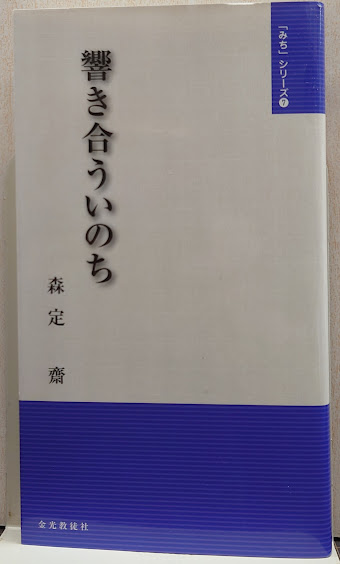 「みち」シリーズ❼
響き合ういのち
森定 齋
金光教徒社